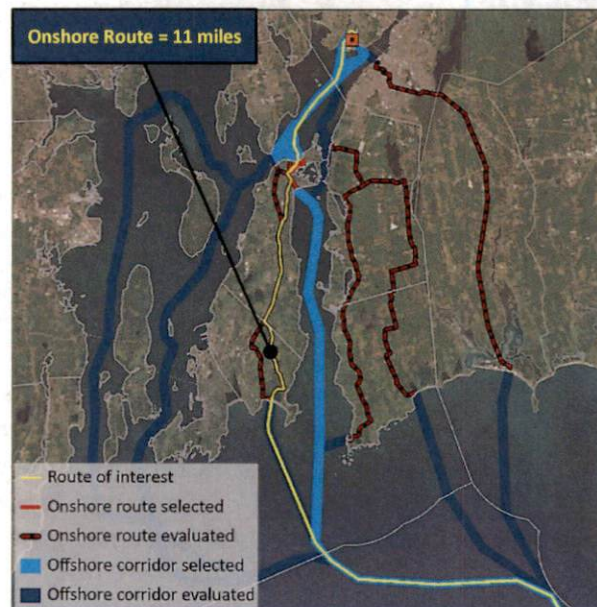 Onshore Route = 11 miles
Route of interest
Onshore route selected
Onshore route evaluated
Offshore corridor selected
Offshore corridor evaluated